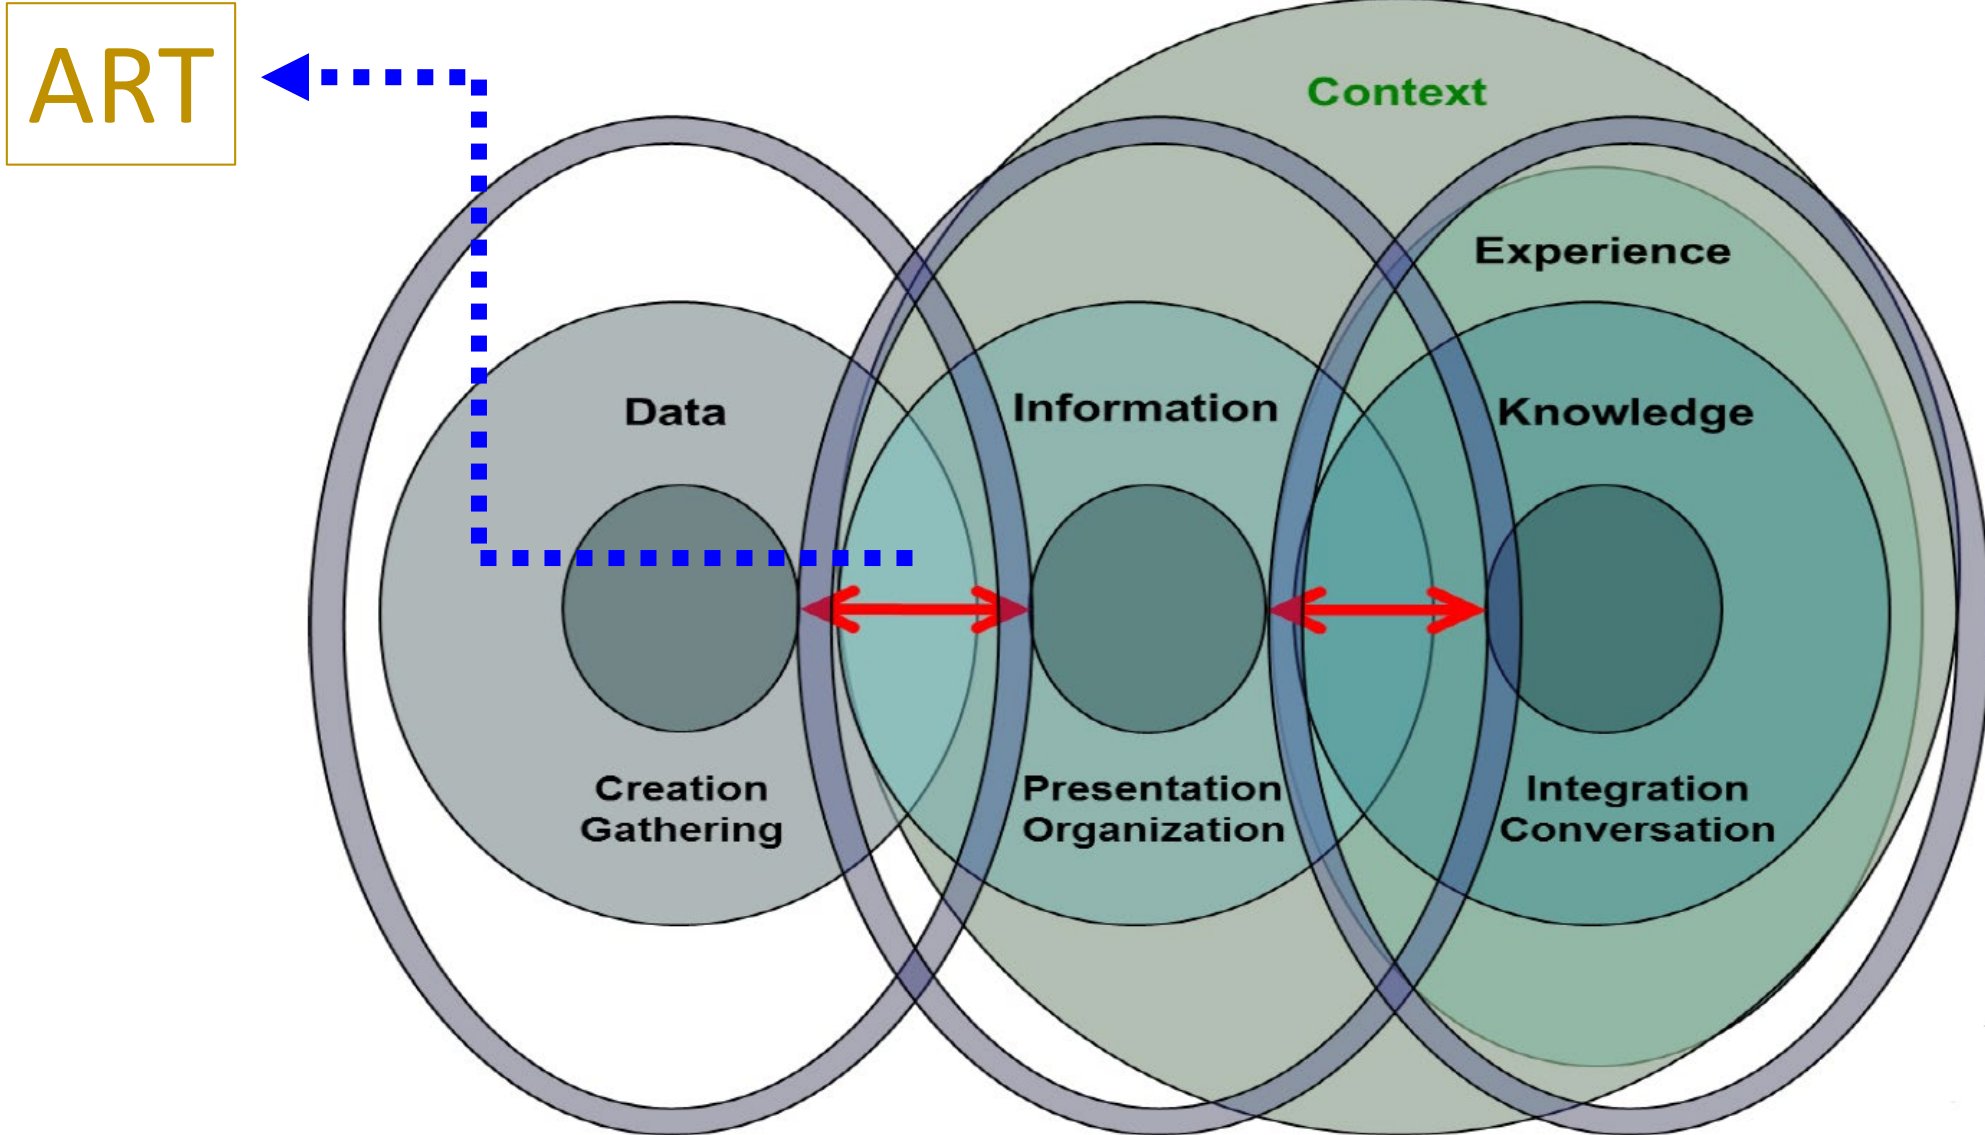 ART
Context
Experience
Data
Information
Knowledge
Creation
Gathering
Presentation
Organization
Integration
Conversation